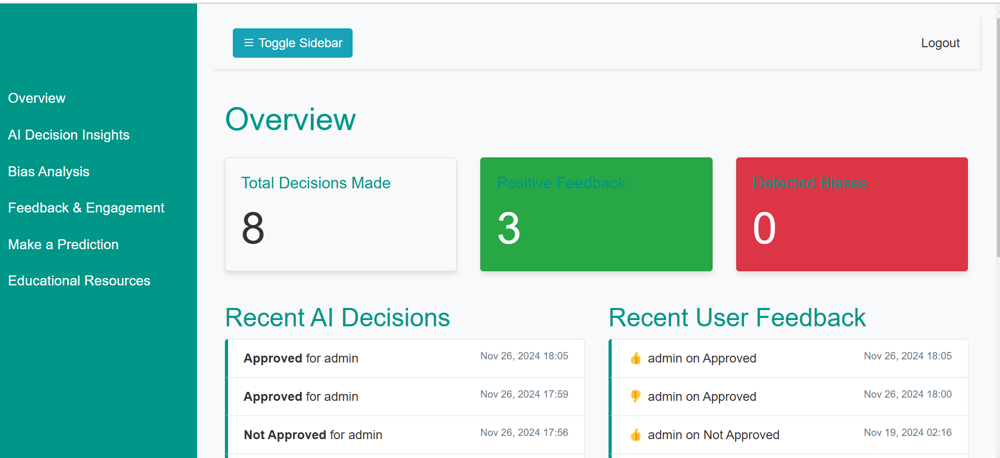 ☰ Toggle Sidebar
Logout
Overview
AI Decision Insights
Bias Analysis
Feedback & Engagement
Make a Prediction
Educational Resources
Overview
Total Decisions Made
8
Positive Feedback
3
Detected Biases
0
Recent AI Decisions
Approved for admin Nov 26, 2024 18:05
Approved for admin Nov 26, 2024 17:59
Not Approved for admin Nov 26, 2024 17:56
Recent User Feedback
👍 admin on Approved Nov 26, 2024 18:05
👎 admin on Approved Nov 26, 2024 18:00
👍 admin on Not Approved Nov 19, 2024 02:16